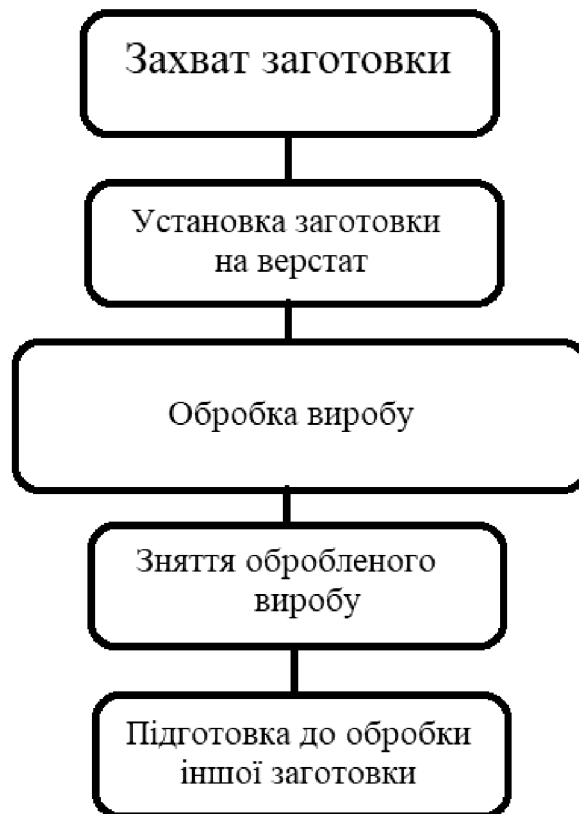 Захват заготовки
Установка заготовки
на верстат
Обробка виробу
Зняття обробленого
виробу
Підготовка до обробки
іншої заготовки